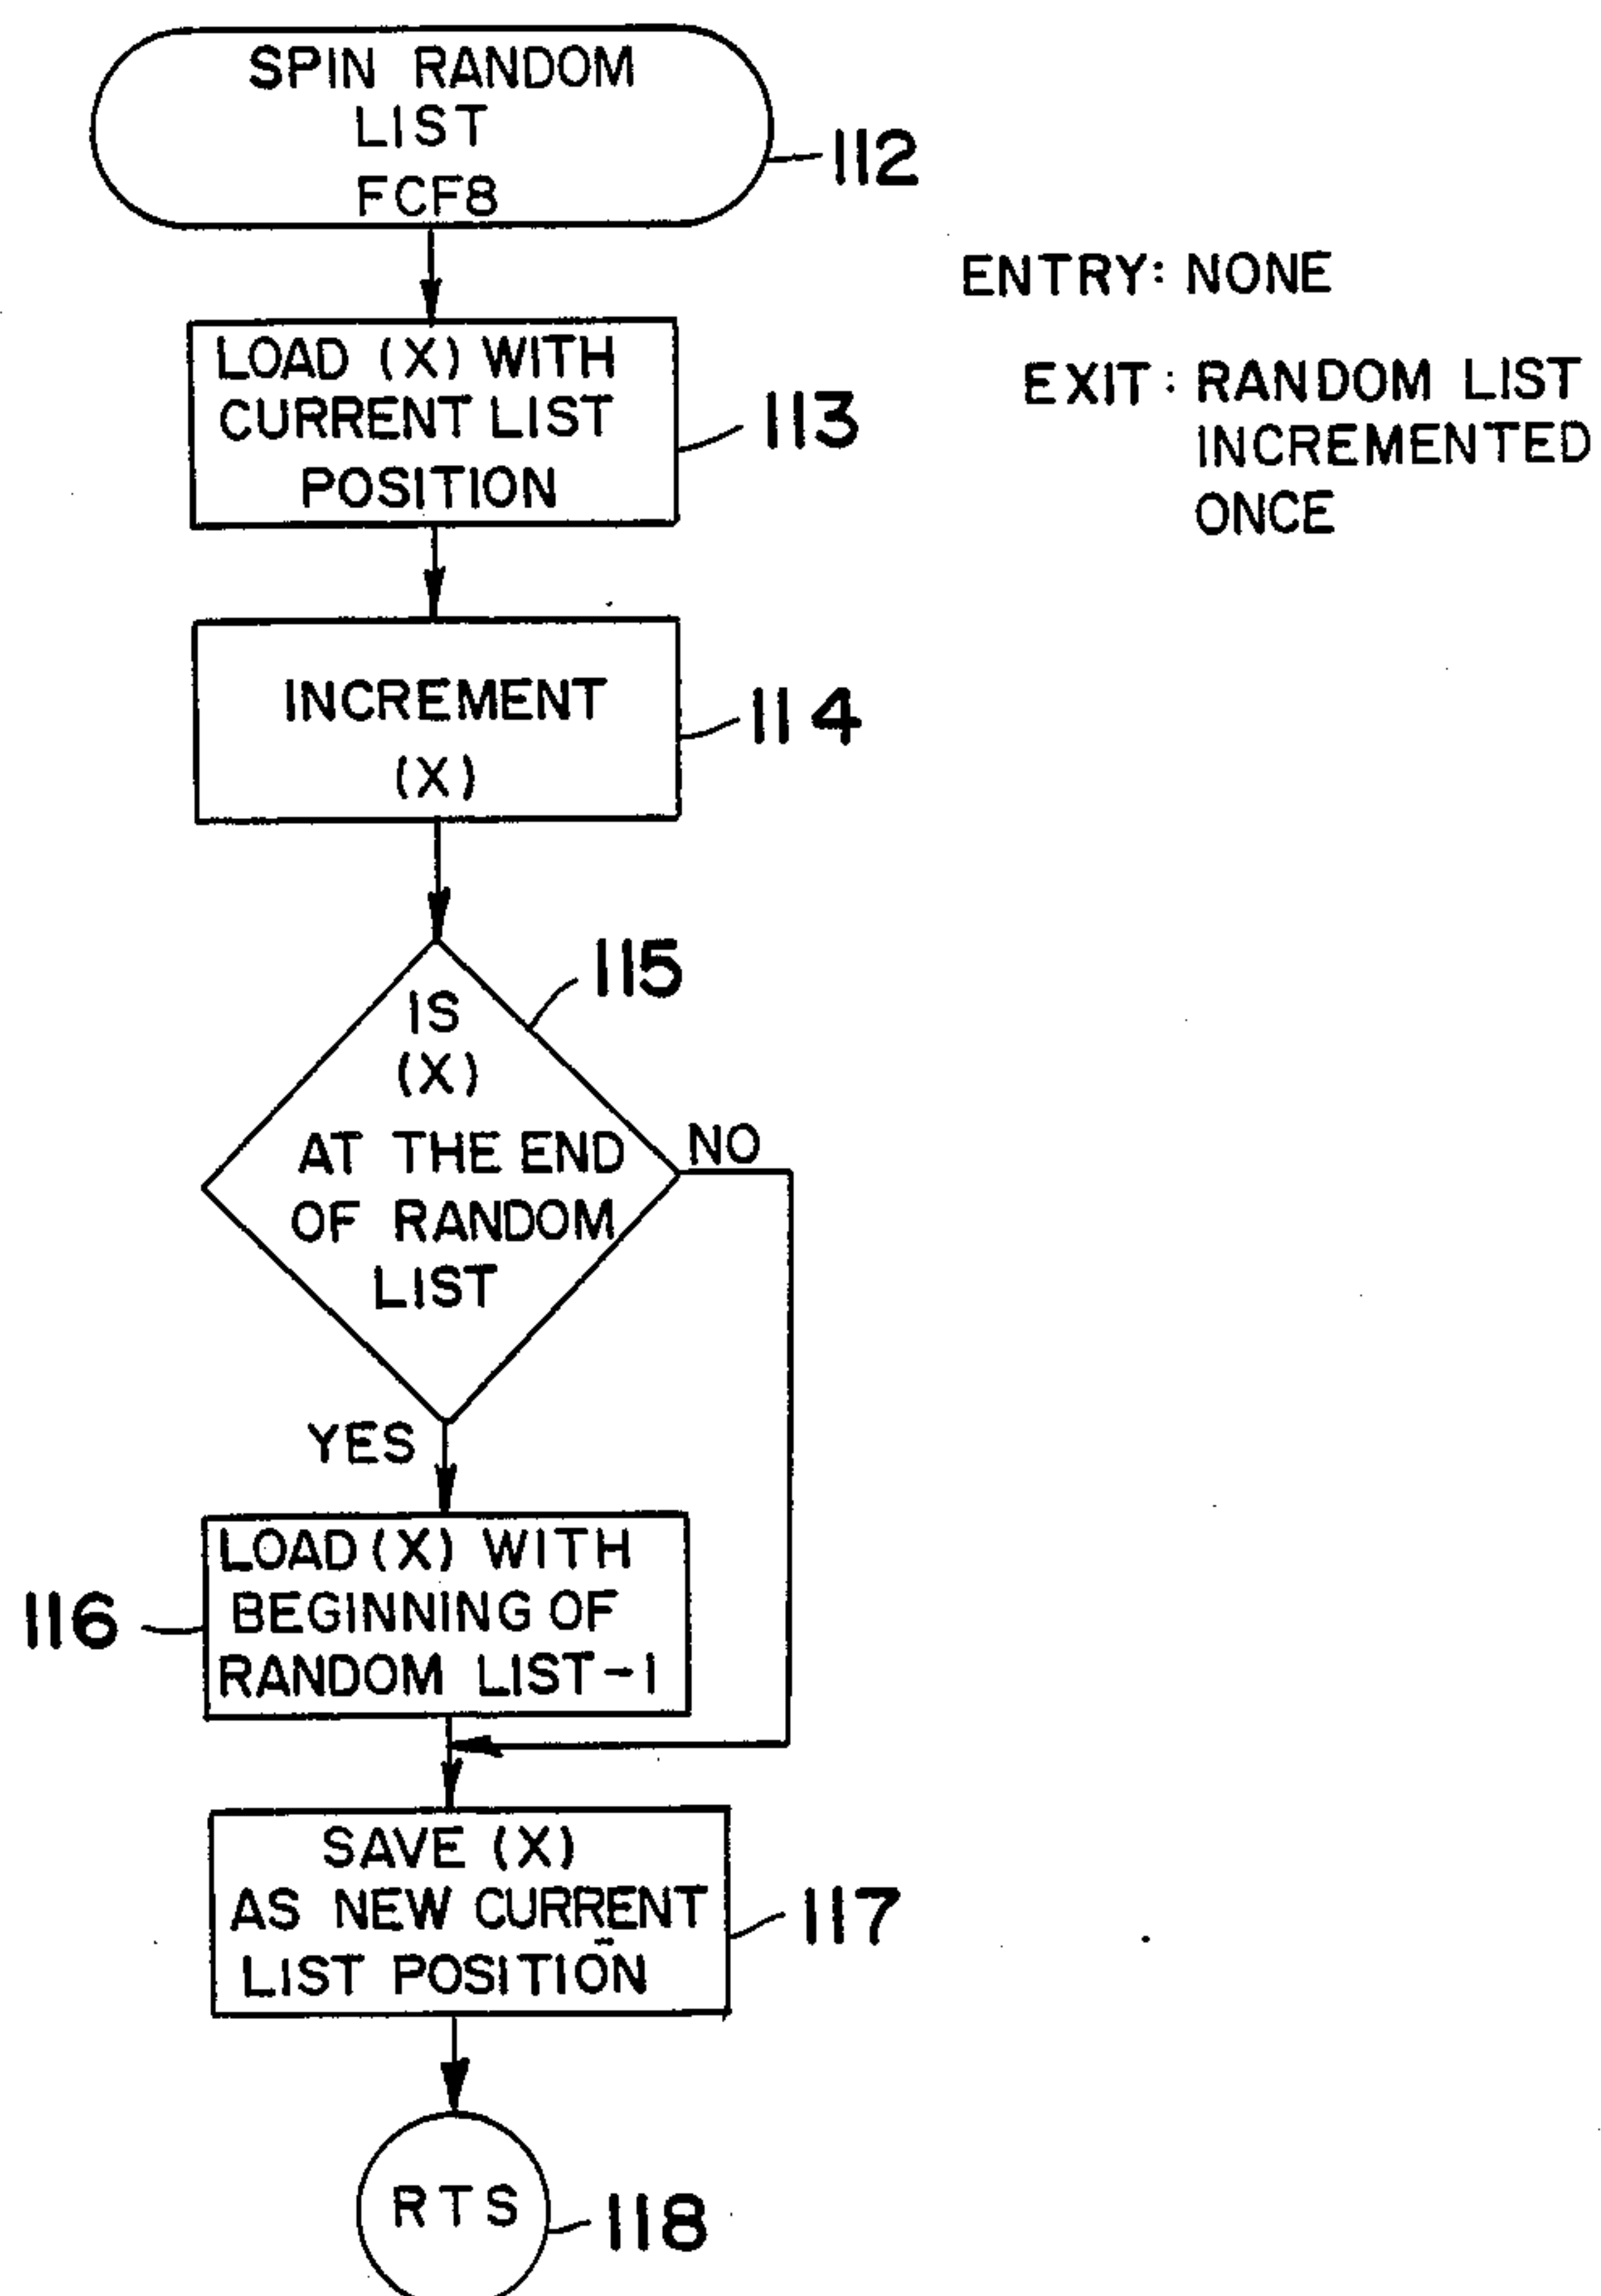 SPIN RANDOM
LIST
FCF8
112
ENTRY: NONE
EXIT: RANDOM LIST
INCREMENTED
ONCE
LOAD (X) WITH
CURRENT LIST
POSITION
113
INCREMENT
(X)
114
115
IS
(X)
AT THE END
OF RANDOM
LIST
NO
YES
LOAD (X) WITH
BEGINNING OF
RANDOM LIST-1
116
SAVE (X)
AS NEW CURRENT
LIST POSITION
117
RTS
118